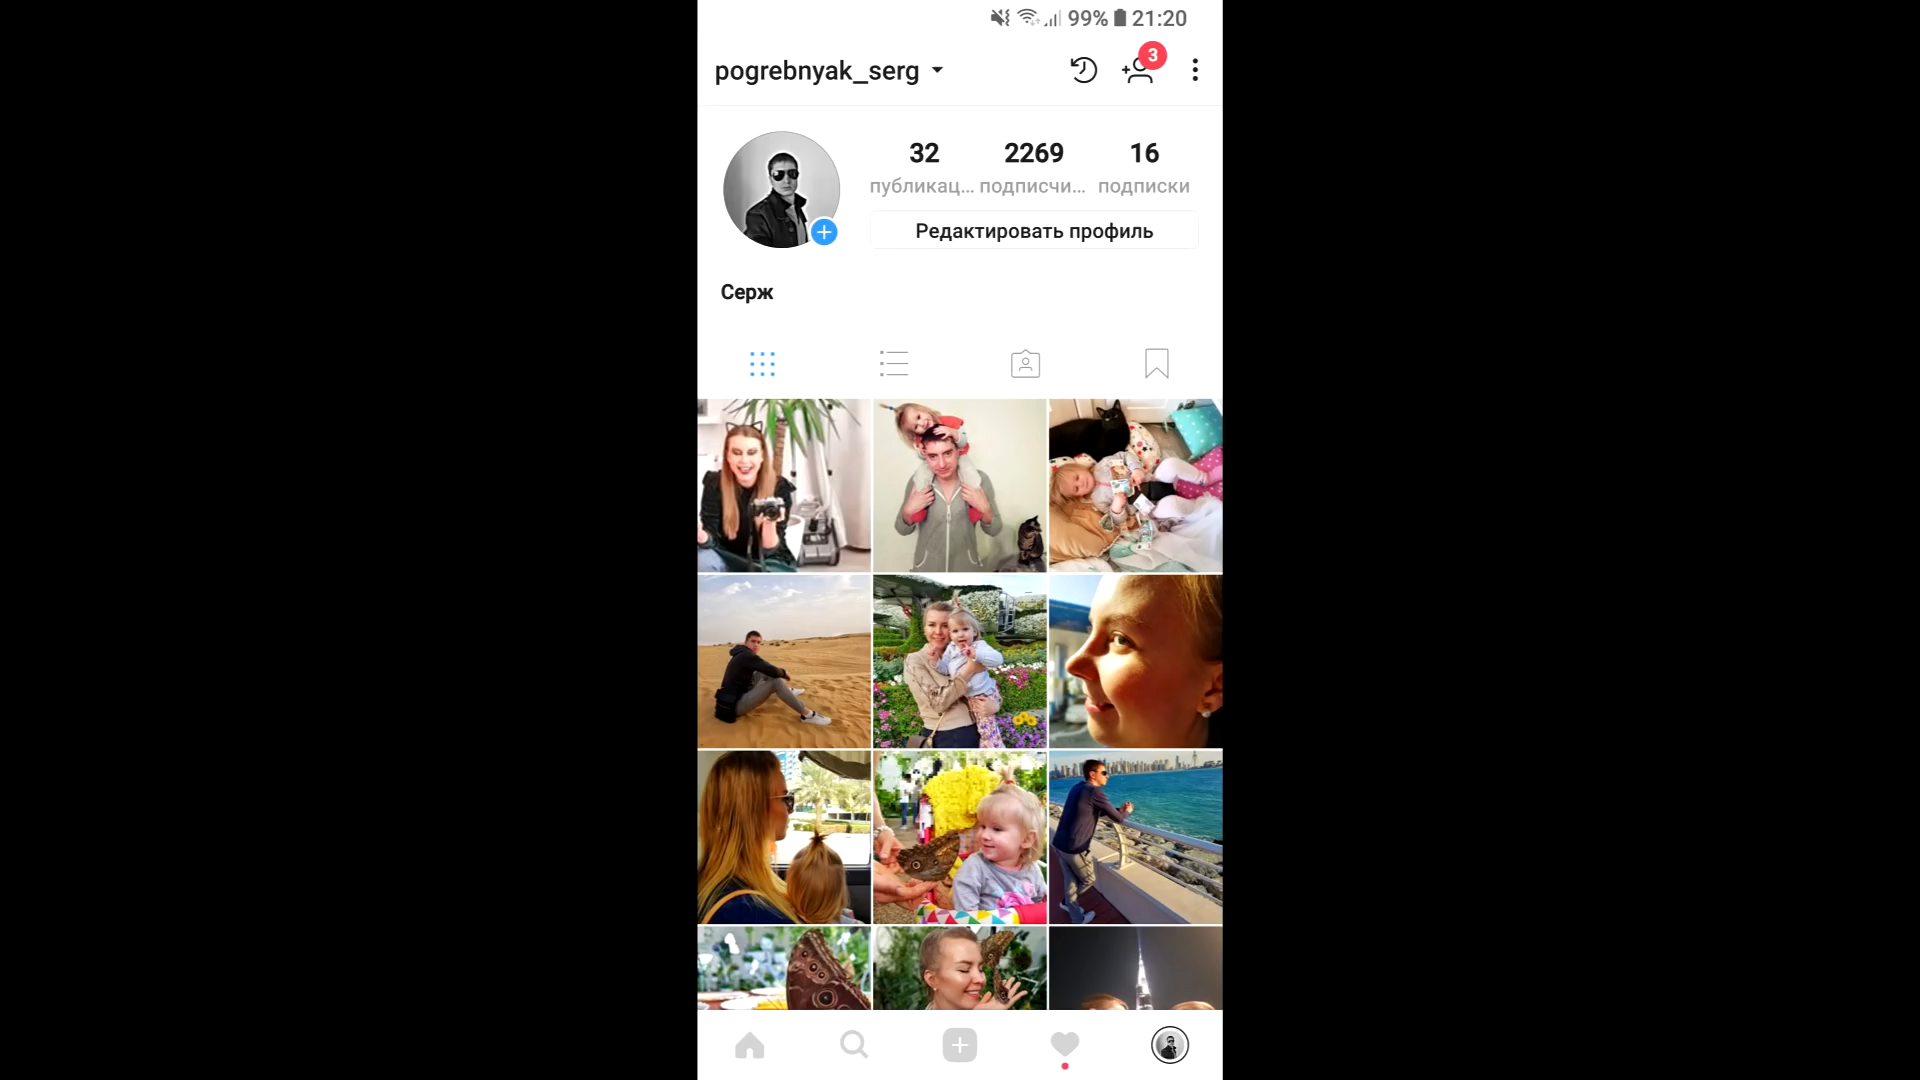 99% 21:20
pogrebnyak_serg
3
32 2269 16
публикац... подписчи... подписки
Редактировать профиль
Серж